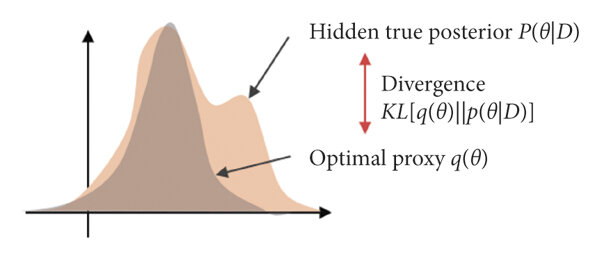 Hidden true posterior P(θ|D)
Divergence
KL[q(θ)||p(θ|D)]
Optimal proxy q(θ)